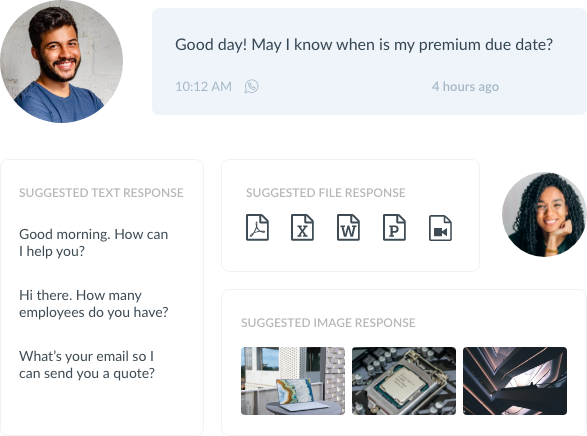 Good day! May I know when is my premium due date?
10:12 AM
4 hours ago
SUGGESTED TEXT RESPONSE
Good morning. How can
I help you?
Hi there. How many
employees do you have?
What's your email so I
can send you a quote?
SUGGESTED FILE RESPONSE
X
W
P
SUGGESTED IMAGE RESPONSE